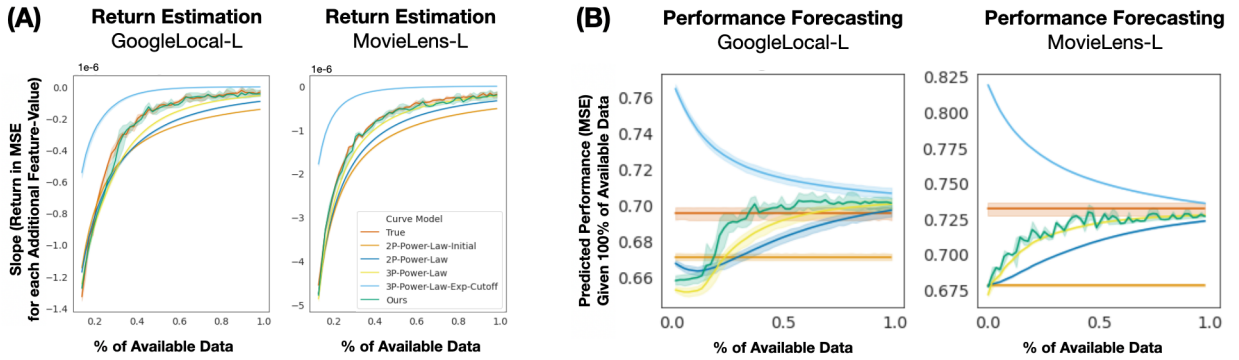 (A)
Return Estimation
GoogleLocal-L
Return Estimation
MovieLens-L
Slope (Return in MSE
for each Additional Feature-Value)
1e-6
0.0
−0.2
−0.4
−0.6
−0.8
−1.0
−1.2
−1.4
0.2
0.4
0.6
0.8
1.0
% of Available Data
1e-6
0
−1
−2
−3
−4
−5
Curve Model
True
2P-Power-Law-Initial
2P-Power-Law
3P-Power-Law
3P-Power-Law-Exp-Cutoff
Ours
0.2
0.4
0.6
0.8
1.0
% of Available Data
(B)
Performance Forecasting
GoogleLocal-L
Performance Forecasting
MovieLens-L
Predicted Performance (MSE)
Given 100% of Available Data
0.76
0.74
0.72
0.70
0.68
0.66
0.0
0.5
1.0
% of Available Data
0.825
0.800
0.775
0.750
0.725
0.700
0.675
0.0
0.5
1.0
% of Available Data